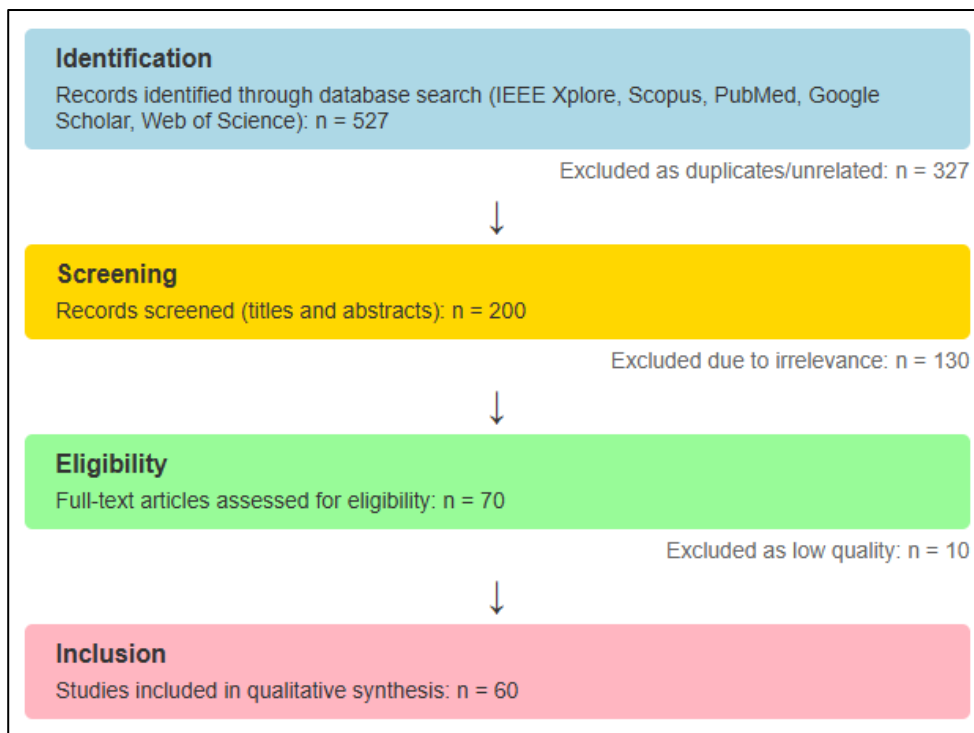 Identification
Records identified through database search (IEEE Xplore, Scopus, PubMed, Google
Scholar, Web of Science): n = 527
Excluded as duplicates/unrelated: n = 327
Screening
Records screened (titles and abstracts): n = 200
Excluded due to irrelevance: n = 130
Eligibility
Full-text articles assessed for eligibility: n = 70
Excluded as low quality: n = 10
Inclusion
Studies included in qualitative synthesis: n = 60